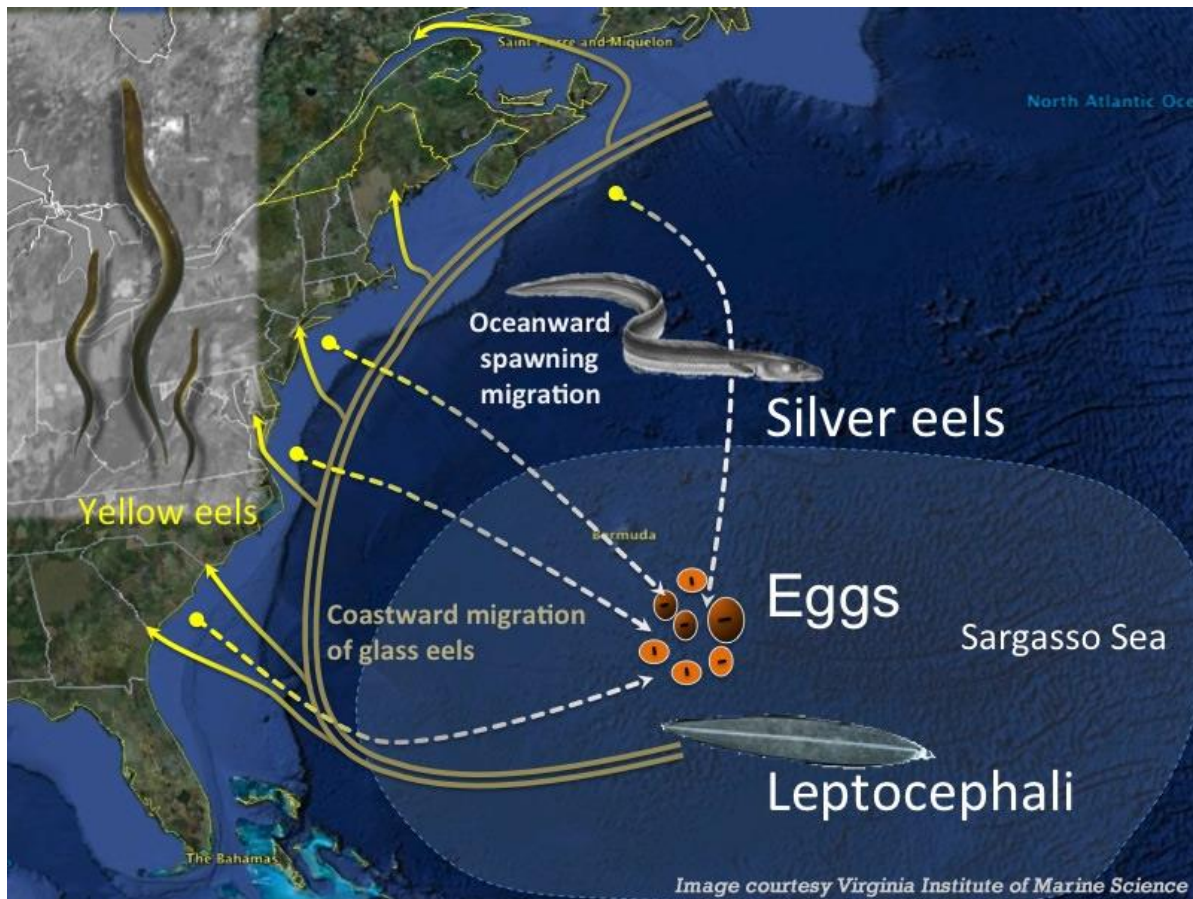 Saint Pierre and Miquelon
North Atlantic Oce
Oceanward
spawning
migration
Silver eels
Yellow eels
Bermuda
Eggs
Coastward migration
of glass eels
Sargasso Sea
Leptocephali
The Bahamas
Image courtesy Virginia Institute of Marine Science